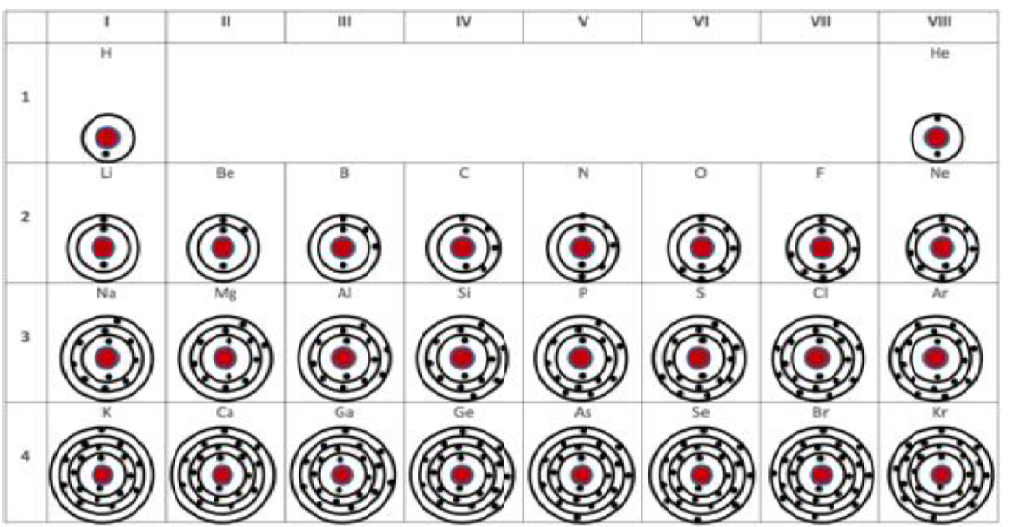 I II III IV V VI VII VIII
H He
1
Li Be B C N O F Ne
2
Na Mg Al Si P S Cl Ar
3
K Ca Ga Ge As Se Br Kr
4